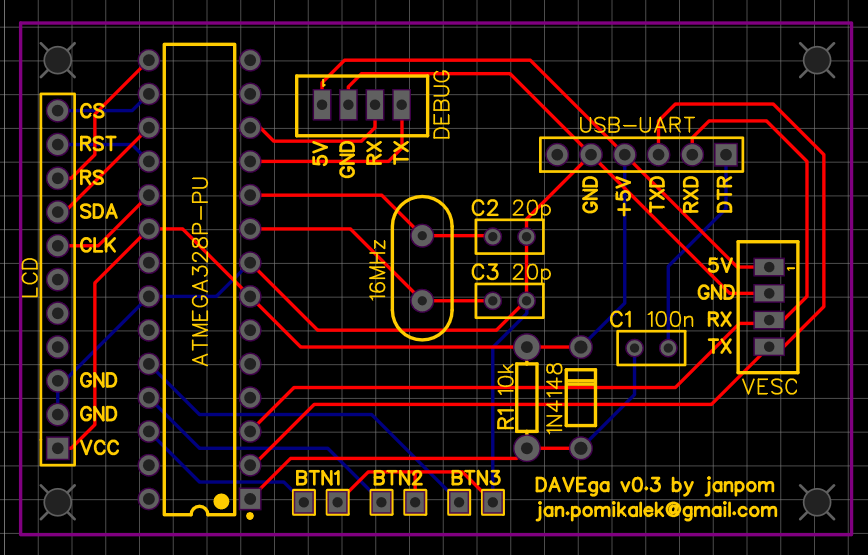 CS
RST
RS
SDA
CLK
LCD
GND
GND
VCC
ATMEGA328P-PU
DEBUG
5V
GND
RX
TX
USB-UART
GND
+5V
TXD
RXD
DTR
16MHz
C2 20p
C3 20p
5V
1
GND
RX
TX
VESC
C1 100n
R1 10k
1N4148
BTN1
BTN2
BTN3
DAVEga v0.3 by janpom
jan.pomikalek@gmail.com